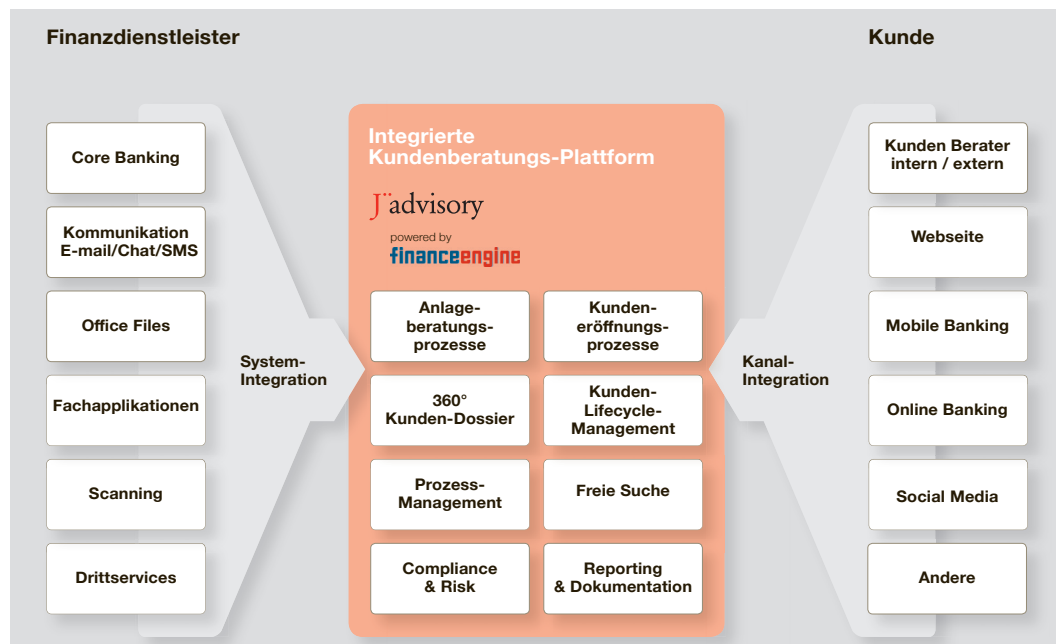 Finanzdienstleister
Kunde
Core Banking
Kommunikation
E-mail/Chat/SMS
Office Files
Fachapplikationen
Scanning
Drittservices
System-
Integration
Integrierte
Kundenberatungs-Plattform
J¨advisory
powered by
financeengine
Anlage-
beratungs-
prozesse
Kunden-
eröffnungs-
prozesse
360°
Kunden-Dossier
Kunden-
Lifecycle-
Management
Prozess-
Management
Freie Suche
Compliance
& Risk
Reporting
& Dokumentation
Kanal-
Integration
Kunden Berater
intern / extern
Webseite
Mobile Banking
Online Banking
Social Media
Andere